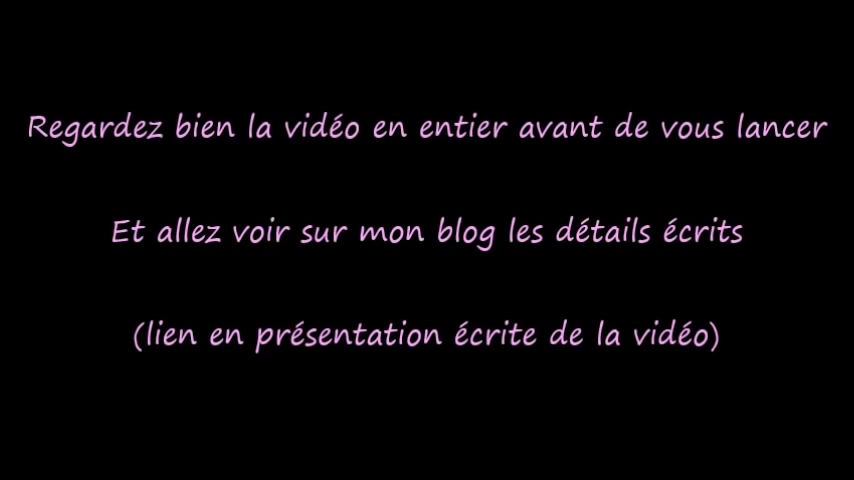 Regardez bien la vidéo en entier avant de vous lancer
Et allez voir sur mon blog les détails écrits
(lien en présentation écrite de la vidéo)